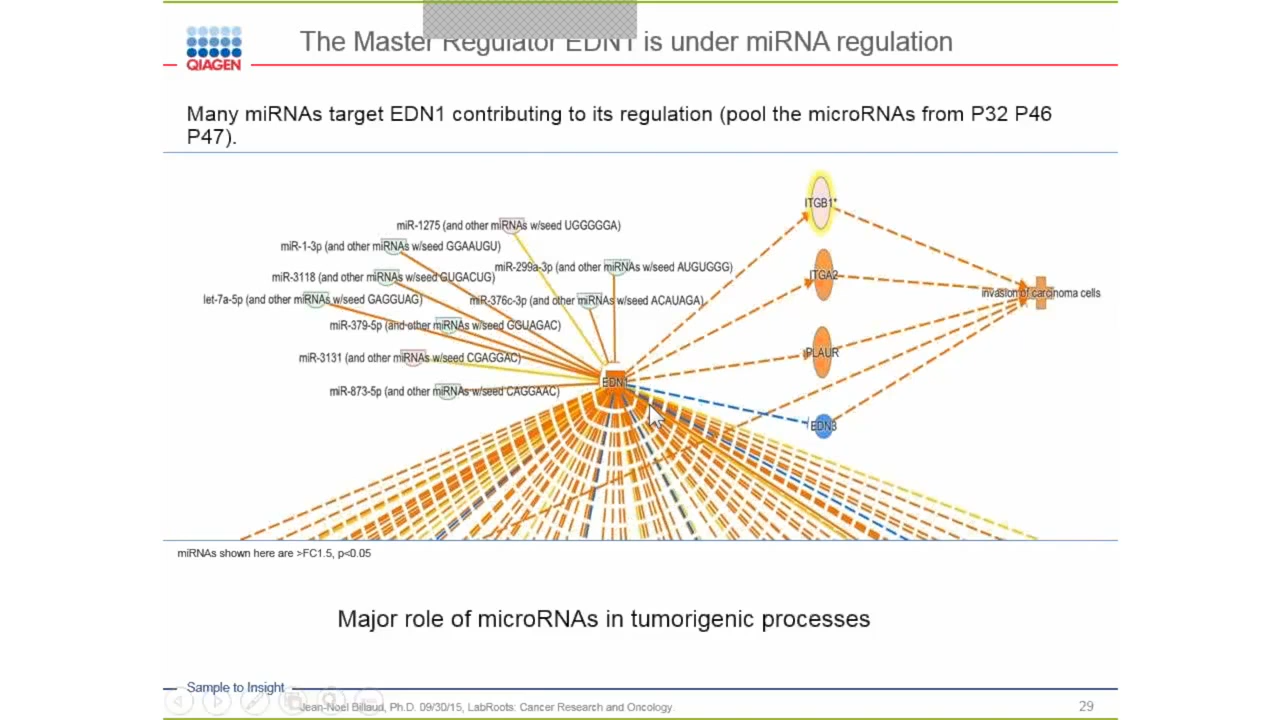 The Master Regulator EDN1 is under miRNA regulation
QIAGEN
Many miRNAs target EDN1 contributing to its regulation (pool the microRNAs from P32 P46
P47).
ITGB1*
miR-1275 (and other miRNAs w/seed UGGGGGA)
miR-1-3p (and other miRNAs w/seed GGAAUGU)
miR-299a-3p (and other miRNAs w/seed AUGUGGG)
miR-3118 (and other miRNAs w/seed GUGACUG)
ITGA2
let-7a-5p (and other miRNAs w/seed GAGGUAG)
miR-376c-3p (and other miRNAs w/seed ACAUAGA)
invasion of carcinoma cells
miR-379-5p (and other miRNAs w/seed GGUAGAC)
miR-3131 (and other miRNAs w/seed CGAGGAC)
PLAUR
EDN1
miR-873-5p (and other miRNAs w/seed CAGGAAC)
EDN3
miRNAs shown here are >FC1.5, p<0.05
Major role of microRNAs in tumorigenic processes
Sample to Insight
Jean-Noel Billaud, Ph.D. 09/30/15, LabRoots: Cancer Research and Oncology.
29